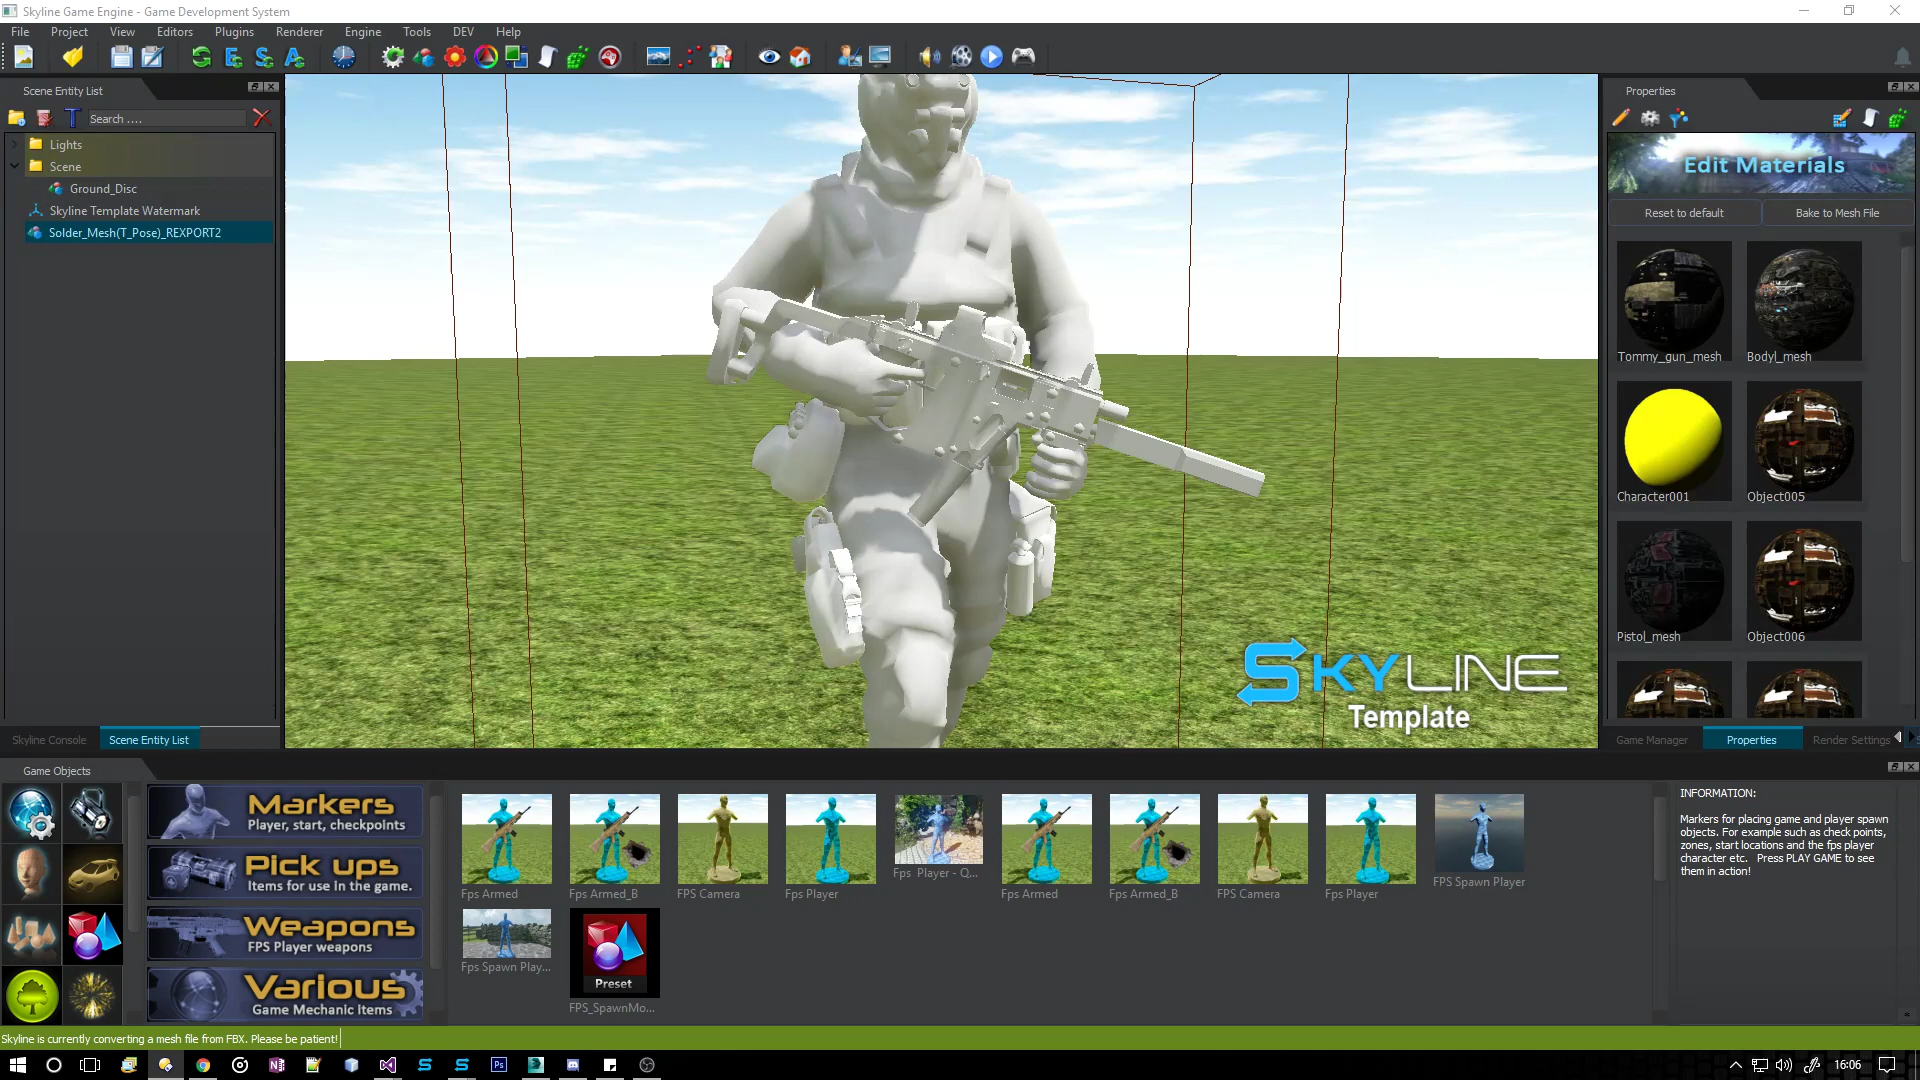 Skyline Game Engine - Game Development System
File Project View Editors Plugins Renderer Engine Tools DEV Help
Scene Entity List
Search ....
Lights
Scene
Ground_Disc
Skyline Template Watermark
Solder_Mesh(T_Pose)_REXPORT2
Skyline Console Scene Entity List
SKYLINE
Template
Properties
Edit Materials
Reset to default Bake to Mesh File
Tommy_gun_mesh Bodyl_mesh
Character001 Object005
Pistol_mesh Object006
Game Manager Properties Render Settings
Game Objects
Markers
Player, start, checkpoints
Pick ups
Items for use in the game.
Weapons
FPS Player weapons
Various
Game Mechanic Items
Fps Armed Fps Armed_B FPS Camera Fps Player Fps Player - Q... Fps Armed Fps Armed_B FPS Camera Fps Player FPS Spawn Player
Preset
Fps Spawn Play... FPS_SpawnMo...
INFORMATION:
Markers for placing game and player spawn
objects. For example such as check points,
zones, start locations and the fps player
character etc. Press PLAY GAME to see
them in action!
Skyline is currently converting a mesh file from FBX. Please be patient!
Ps
16:06